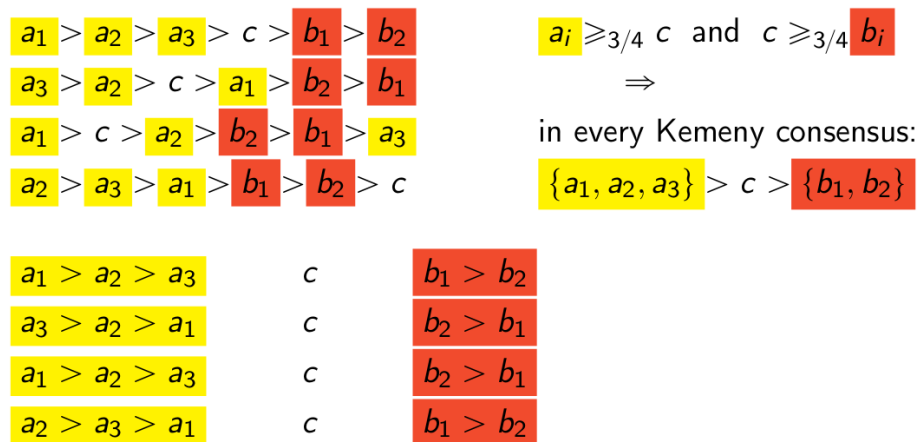 a₁ > a₂ > a₃ > c > b₁ > b₂
a₃ > a₂ > c > a₁ > b₂ > b₁
a₁ > c > a₂ > b₂ > b₁ > a₃
a₂ > a₃ > a₁ > b₁ > b₂ > c
aᵢ ⩾₃/₄ c and c ⩾₃/₄ bᵢ
⇒
in every Kemeny consensus:
{a₁, a₂, a₃} > c > {b₁, b₂}
a₁ > a₂ > a₃ c b₁ > b₂
a₃ > a₂ > a₁ c b₂ > b₁
a₁ > a₂ > a₃ c b₂ > b₁
a₂ > a₃ > a₁ c b₁ > b₂